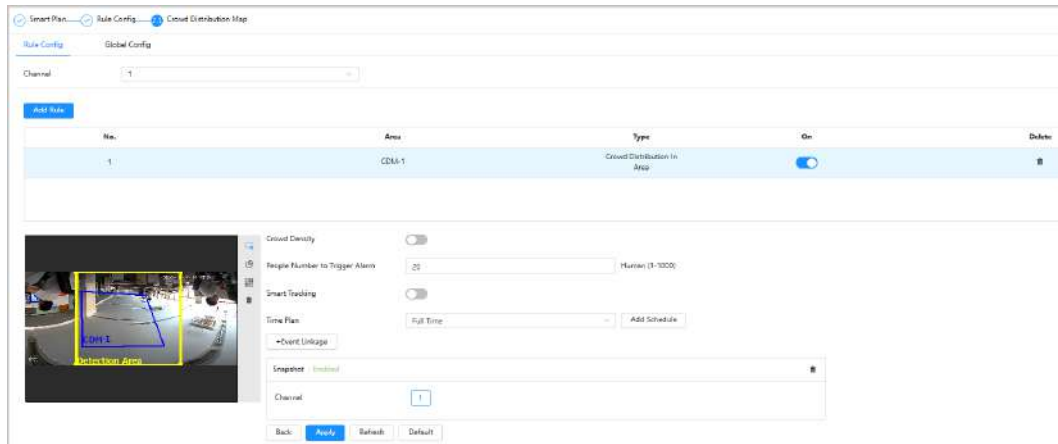 Smart Plan Rule Config Crowd Distribution Map
Rule Config Global Config
Channel 1
Add Rule
No. Area Type On Delete
1 CDM-1 Crowd Distribution In Area
Crowd Density
People Number to Trigger Alarm 20 Human (1-1000)
Smart Tracking
Time Plan Full Time Add Schedule
+Event Linkage
CDM-1
Detection Area
Snapshot Enabled
Channel 1
Back Apply Refresh Default